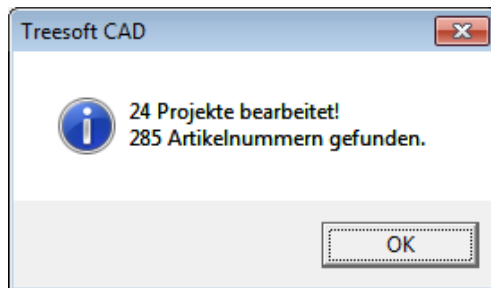 Treesoft CAD
24 Projekte bearbeitet!
285 Artikelnummern gefunden.
OK